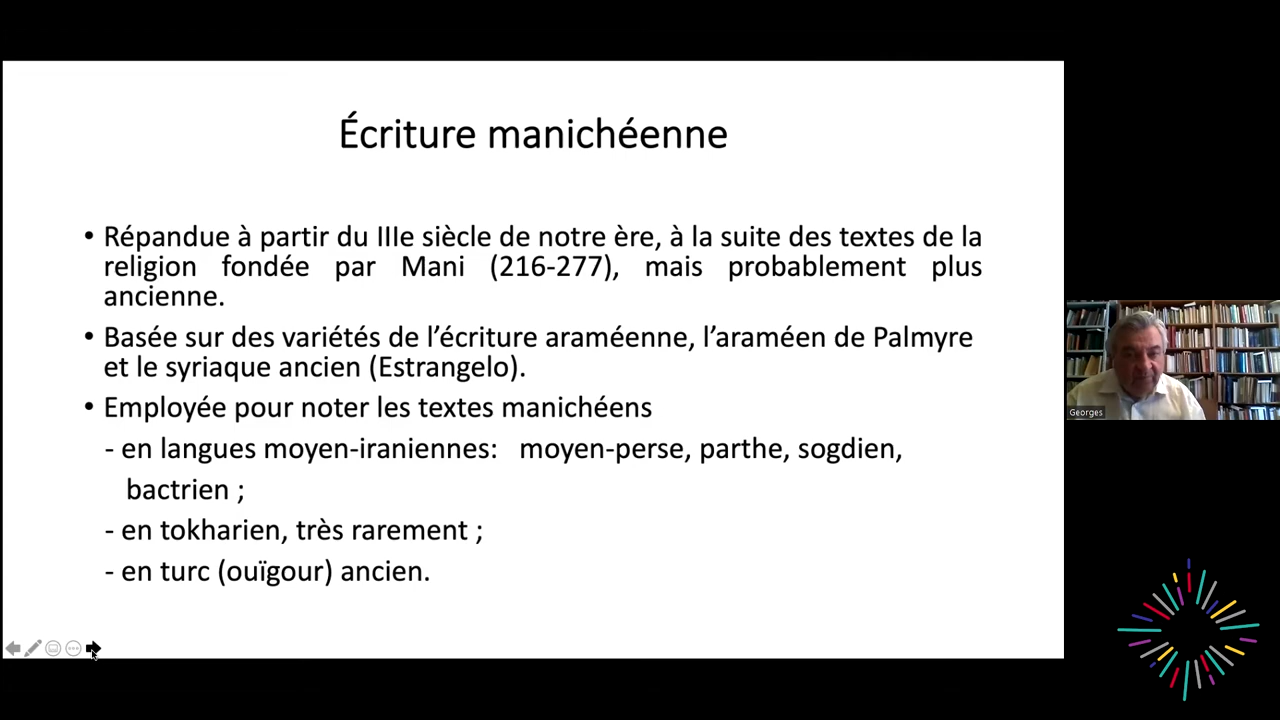 Écriture manichéenne
• Répandue à partir du IIIe siècle de notre ère, à la suite des textes de la
religion fondée par Mani (216-277), mais probablement plus
ancienne.
• Basée sur des variétés de l’écriture araméenne, l’araméen de Palmyre
et le syriaque ancien (Estrangelo).
• Employée pour noter les textes manichéens
- en langues moyen-iraniennes: moyen-perse, parthe, sogdien,
bactrien ;
- en tokharien, très rarement ;
- en turc (ouïgour) ancien.
Georges